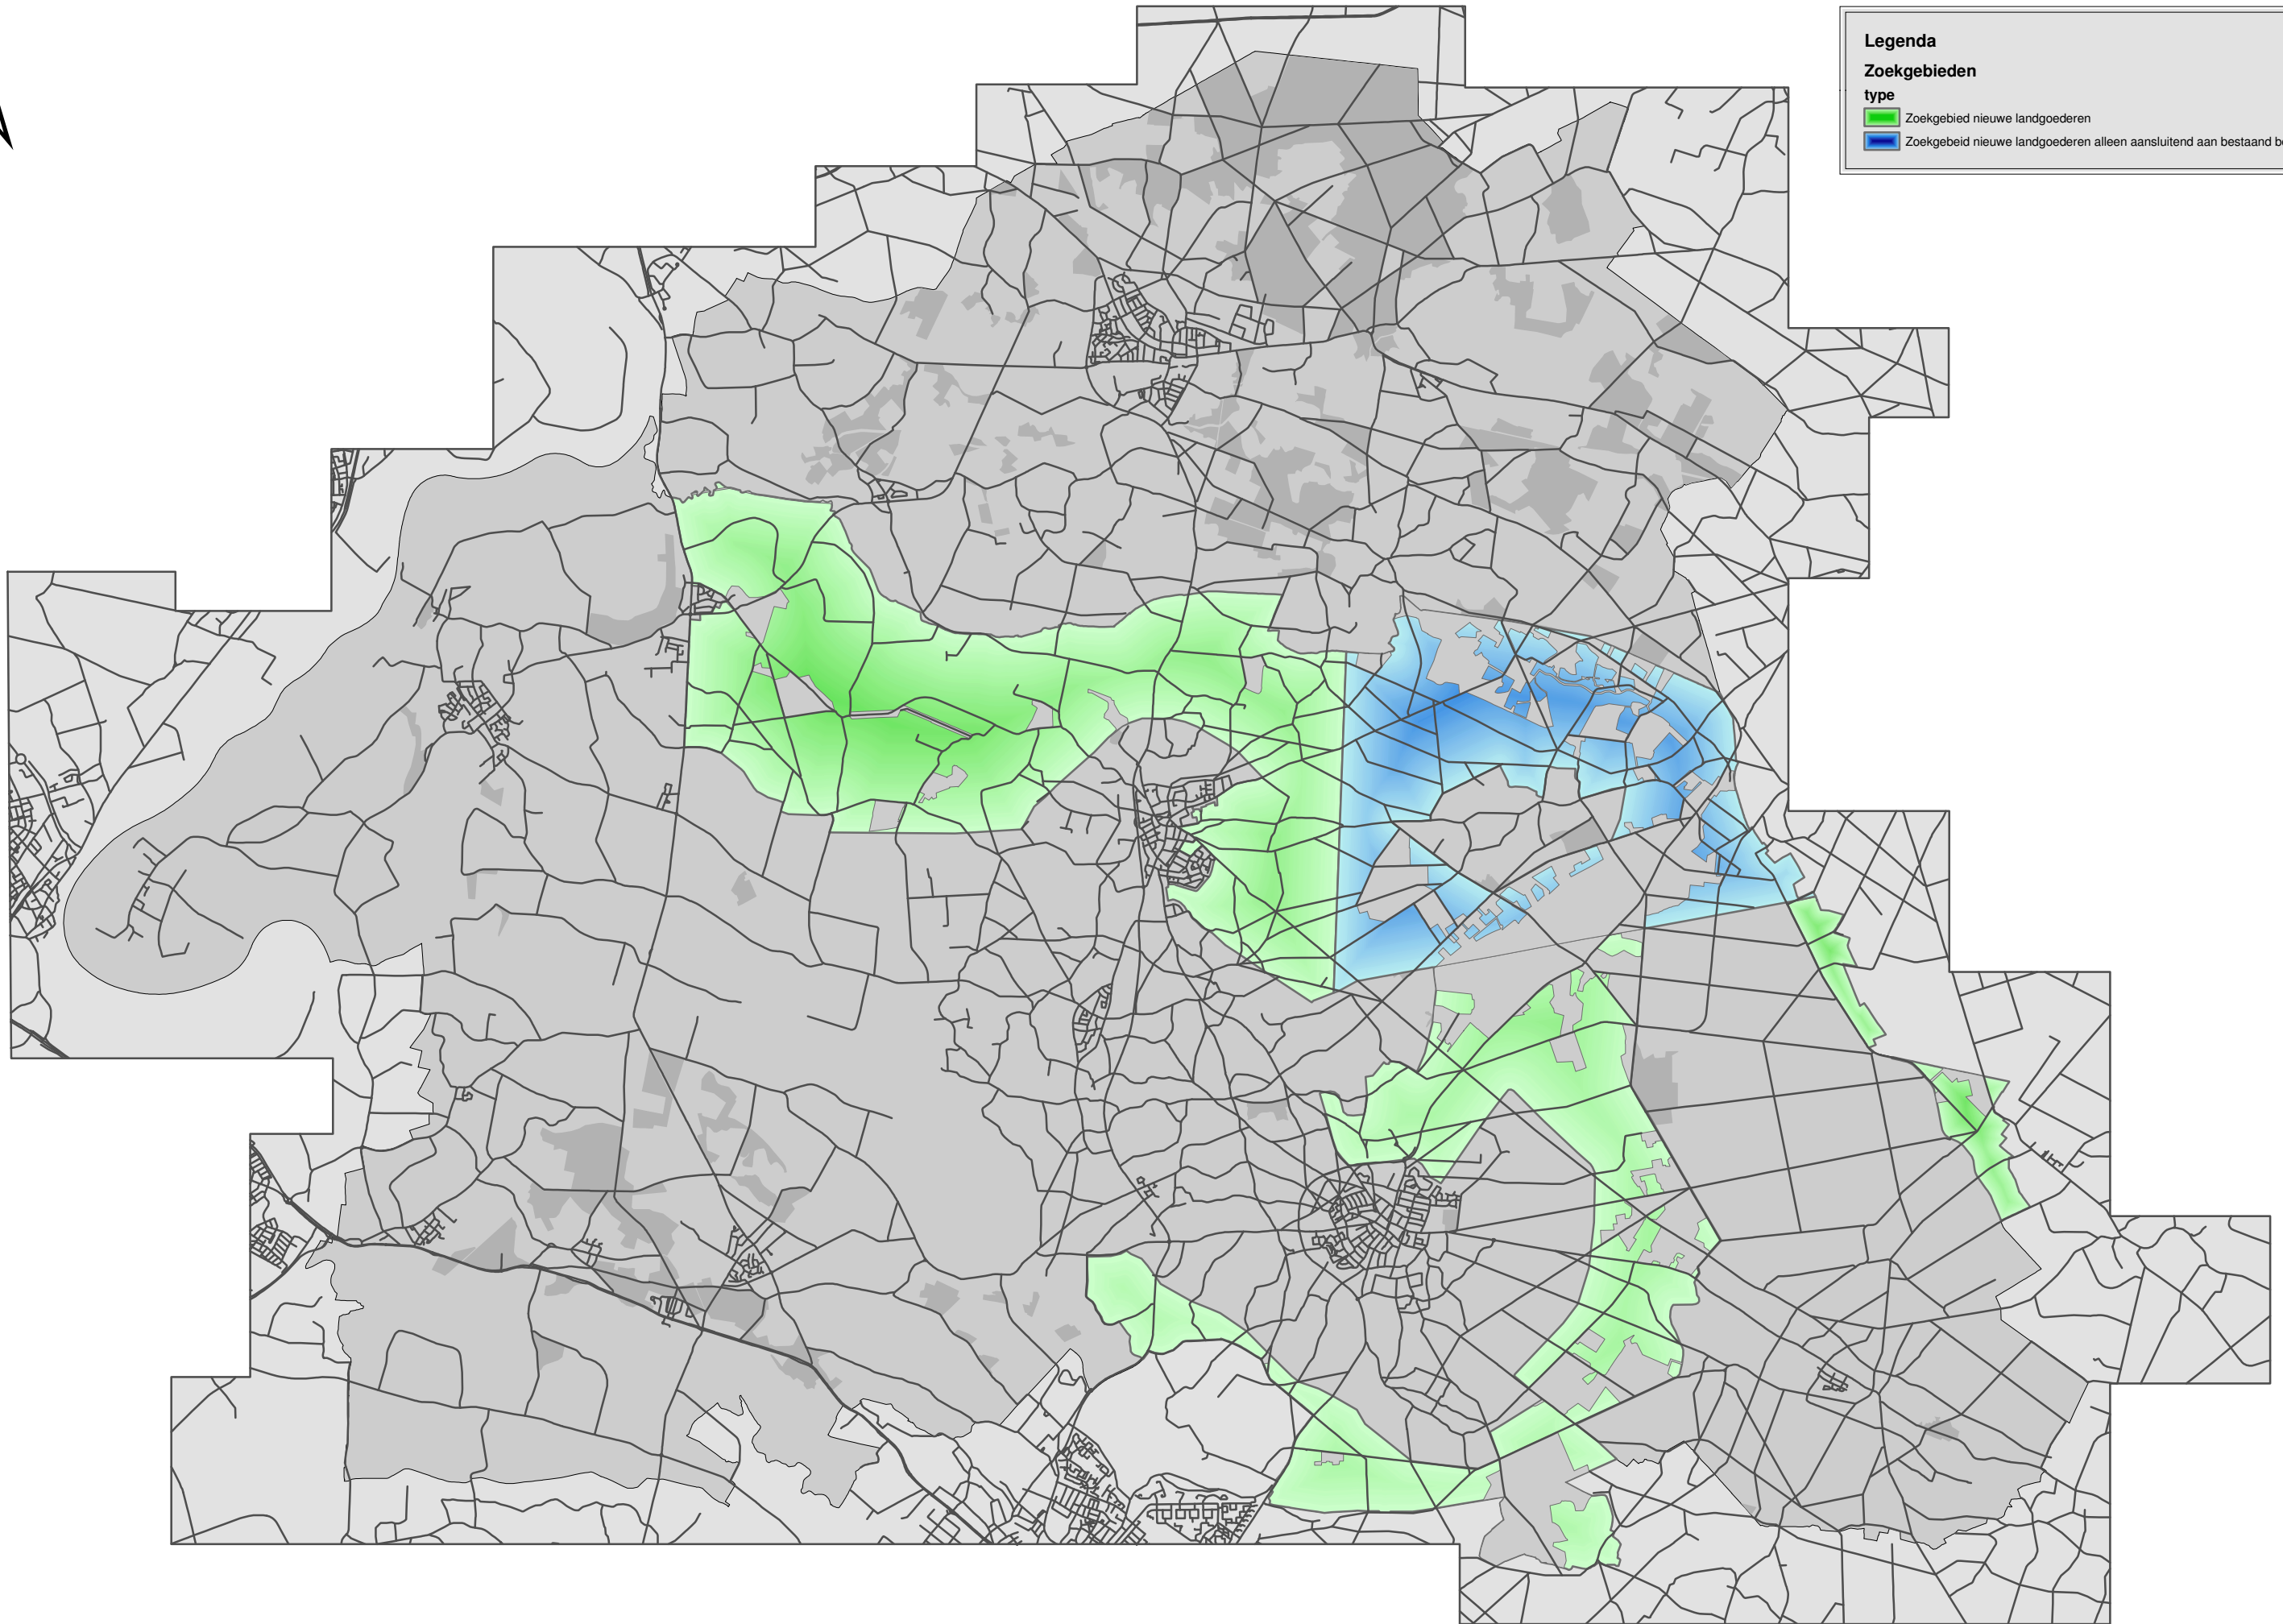 Legenda
Zoekgebieden
type
Zoekgebied nieuwe landgoederen
Zoekgebeid nieuwe landgoederen alleen aansluitend aan bestaand